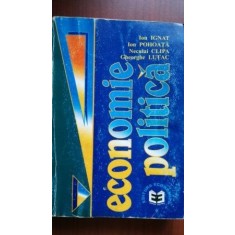 Ion IGNAT
Ion POHOAȚĂ
Neculai CLIPA
Gheorghe LUȚAC
economie
politică